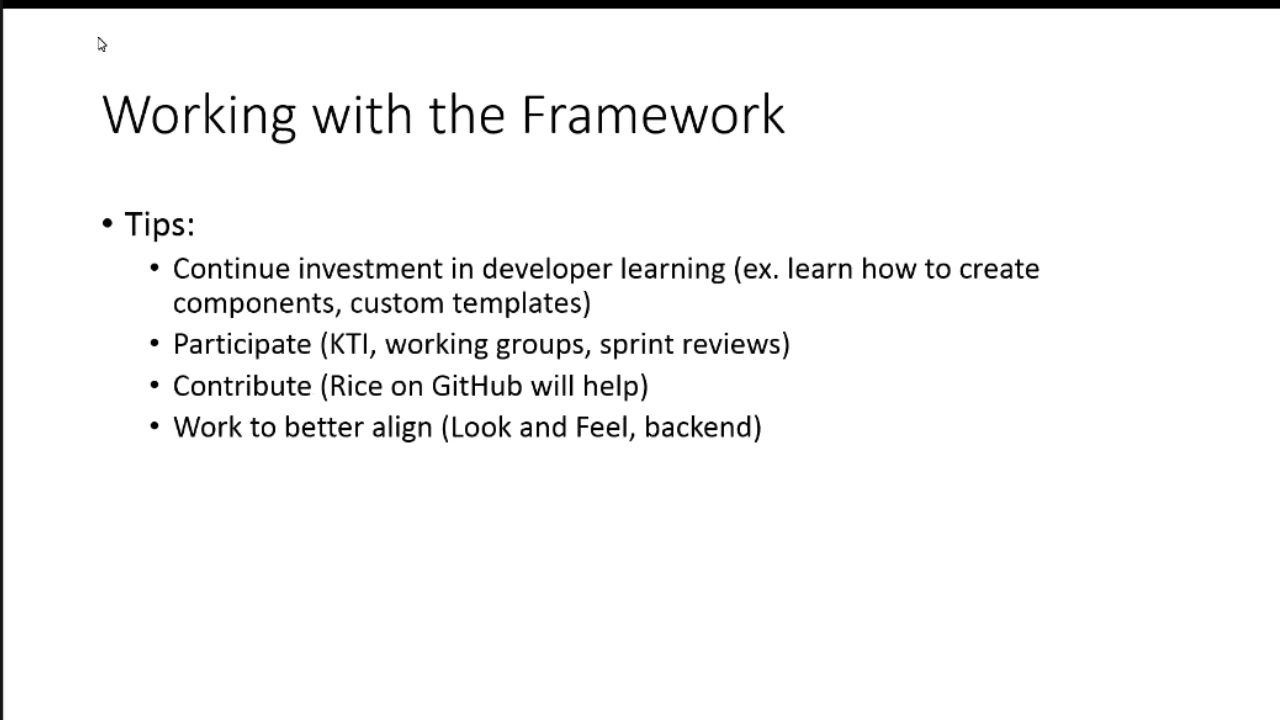 Working with the Framework
• Tips:
• Continue investment in developer learning (ex. learn how to create
components, custom templates)
• Participate (KTI, working groups, sprint reviews)
• Contribute (Rice on GitHub will help)
• Work to better align (Look and Feel, backend)